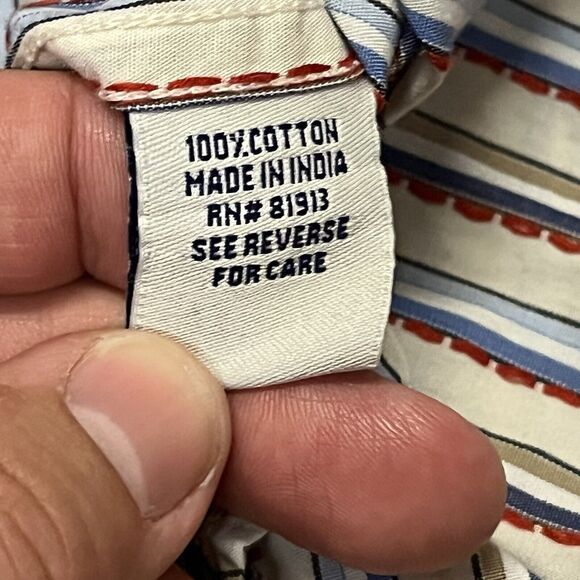 100% COTTON
MADE IN INDIA
RN# 81913
SEE REVERSE
FOR CARE